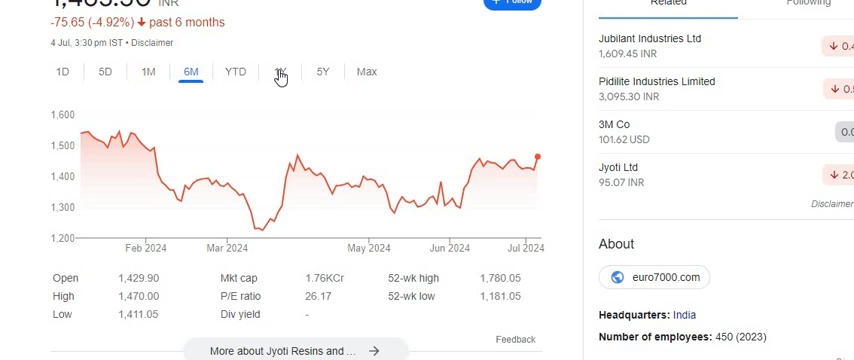 INR
-75.65 (-4.92%) past 6 months
4 Jul, 3:30 pm IST • Disclaimer
1D 5D 1M 6M YTD 5Y Max
1,600
1,500
1,400
1,300
1,200
Feb 2024 Mar 2024 May 2024 Jun 2024 Jul 2024
Open 1,429.90 Mkt cap 1.76KCr 52-wk high 1,780.05
High 1,470.00 P/E ratio 26.17 52-wk low 1,181.05
Low 1,411.05 Div yield -
Feedback
More about Jyoti Resins and ...
Follow
Related Following
Jubilant Industries Ltd
1,609.45 INR
Pidilite Industries Limited
3,095.30 INR
3M Co
101.62 USD
Jyoti Ltd
95.07 INR
Disclaimer
About
euro7000.com
Headquarters: India
Number of employees: 450 (2023)